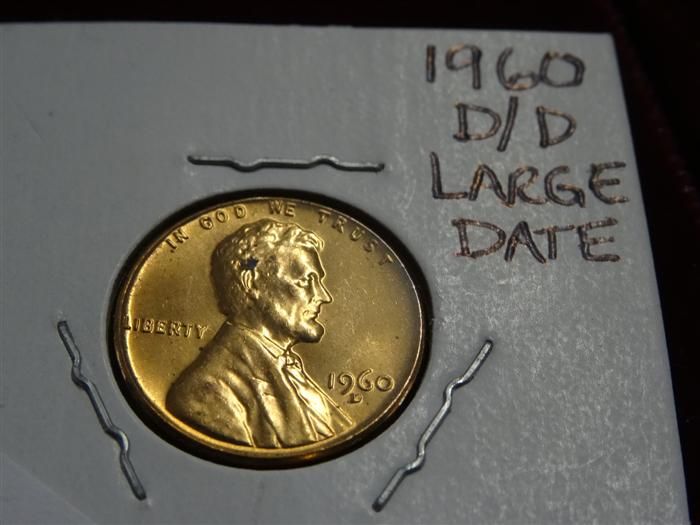 1960
D/D
LARGE
DATE
IN GOD WE TRUST
LIBERTY
1960
D